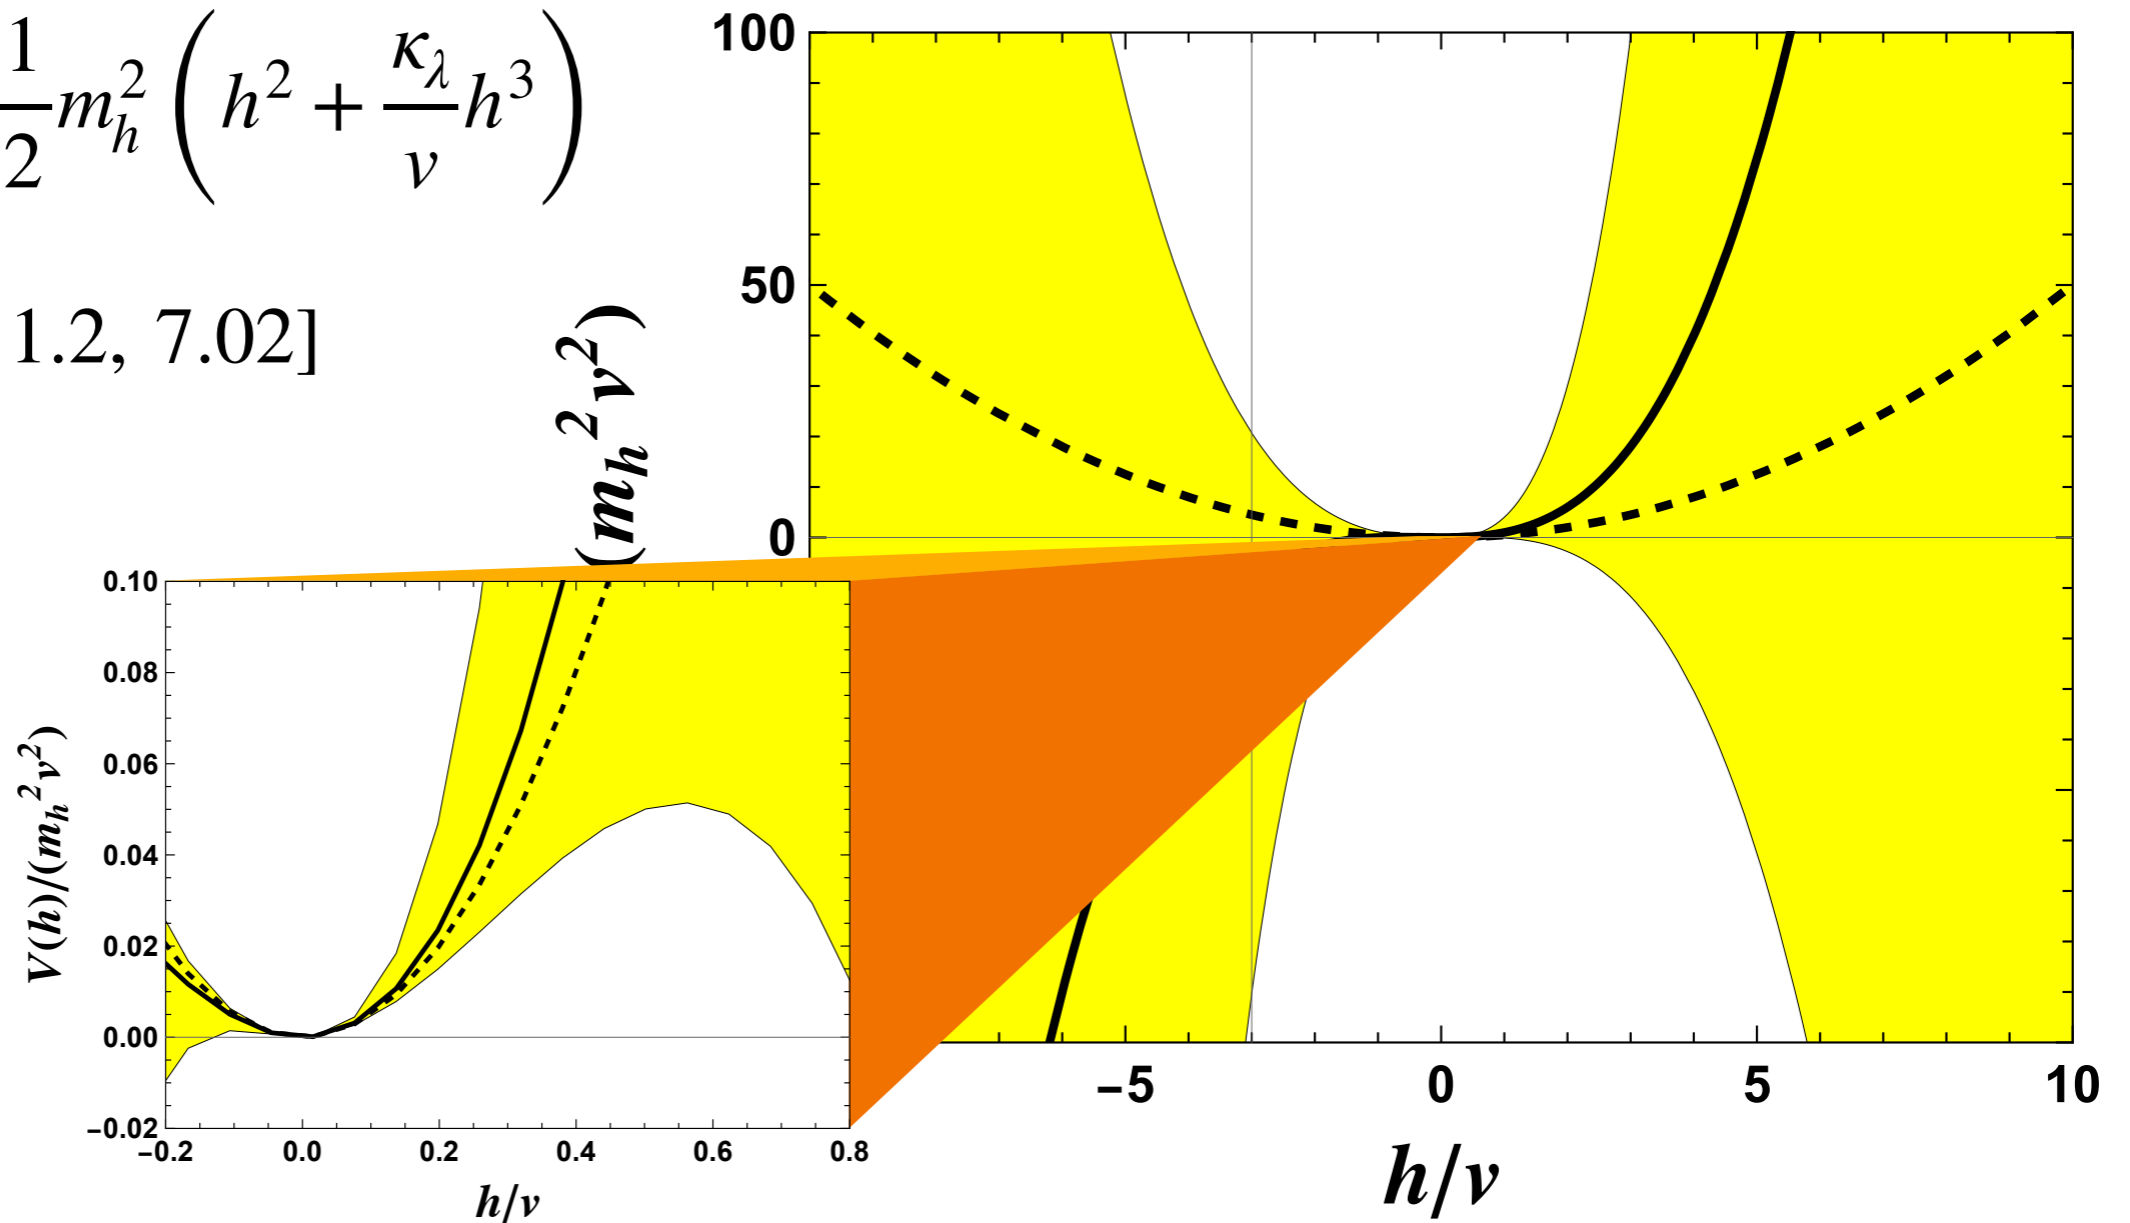 1/2 m_h^2 ( h^2 + κ_λ/v h^3 )
1.2, 7.02]
(m_h^2 v^2)
100
50
0
−5 0 5 10
h/v
V(h)/(m_h^2 v^2)
0.10
0.08
0.06
0.04
0.02
0.00
−0.02
−0.2 0.0 0.2 0.4 0.6 0.8
h/v